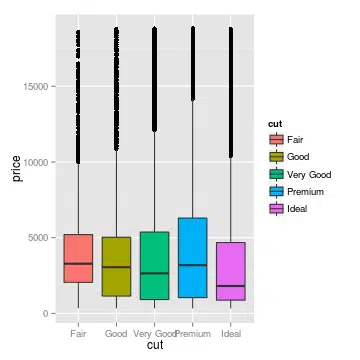 15000
10000
5000
0
price
Fair Good Very Good Premium Ideal
cut
cut
Fair
Good
Very Good
Premium
Ideal